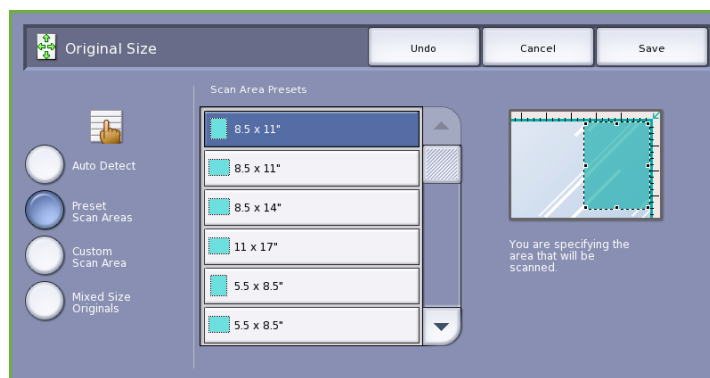 Original Size
Undo
Cancel
Save
Scan Area Presets
8.5 x 11"
8.5 x 11"
8.5 x 14"
11 x 17"
5.5 x 8.5"
5.5 x 8.5"
Auto Detect
Preset
Scan Areas
Custom
Scan Area
Mixed Size
Originals
You are specifying the
area that will be
scanned.